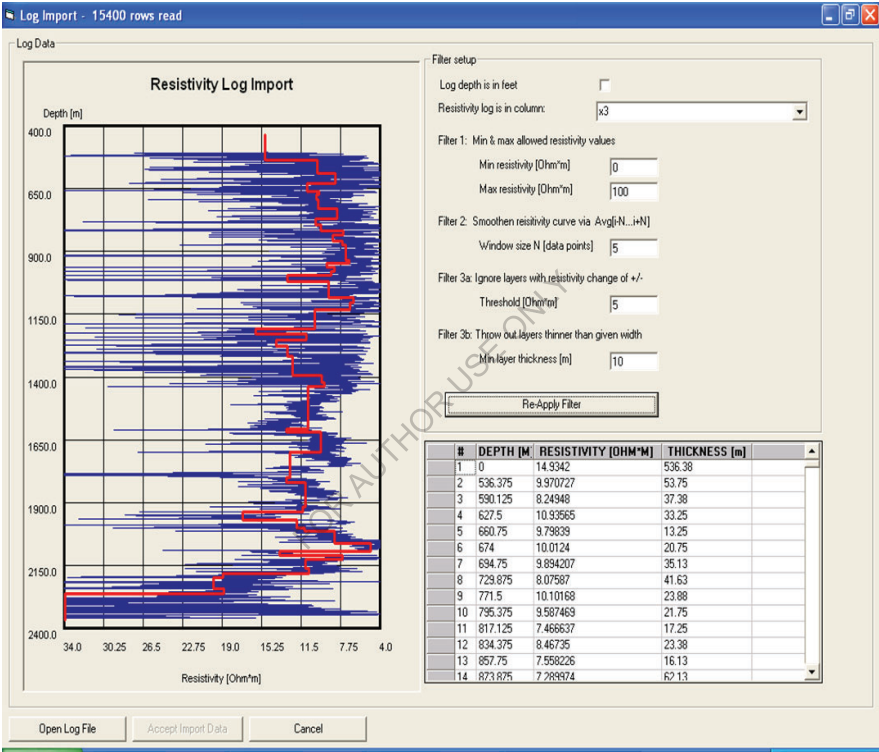 Log Import - 15400 rows read
Log Data
Resistivity Log Import
Depth [m]
400.0
650.0
900.0
1150.0
1400.0
1650.0
1900.0
2150.0
2400.0
34.0 30.25 26.5 22.75 19.0 15.25 11.5 7.75 4.0
Resistivity [Ohm*m]
Filter setup
Log depth is in feet
Resistivity log is in column: x3
Filter 1: Min & max allowed resistivity values
Min resistivity [Ohm*m] 0
Max resistivity [Ohm*m] 100
Filter 2: Smoothen reisitivity curve via Avg[i-N...i+N]
Window size N [data points] 5
Filter 3a: Ignore layers with resistivity change of +/-
Threshold [Ohm*m] 5
Filter 3b: Throw out layers thinner than given width
Min layer thickness [m] 10
Re-Apply Filter
# DEPTH [M RESISTIVITY [OHM*M] THICKNESS [m]
1 0 14.9342 536.38
2 536.375 9.970727 53.75
3 590.125 8.24948 37.38
4 627.5 10.93565 33.25
5 660.75 9.79839 13.25
6 674 10.0124 20.75
7 694.75 9.894207 35.13
8 729.875 8.07587 41.63
9 771.5 10.10168 23.88
10 795.375 9.587469 21.75
11 817.125 7.466637 17.25
12 834.375 8.46735 23.38
13 857.75 7.558226 16.13
14 873.875 7.289974 62.13
Open Log File
Accept Import Data
Cancel
FOR AUTHOR USE ONLY